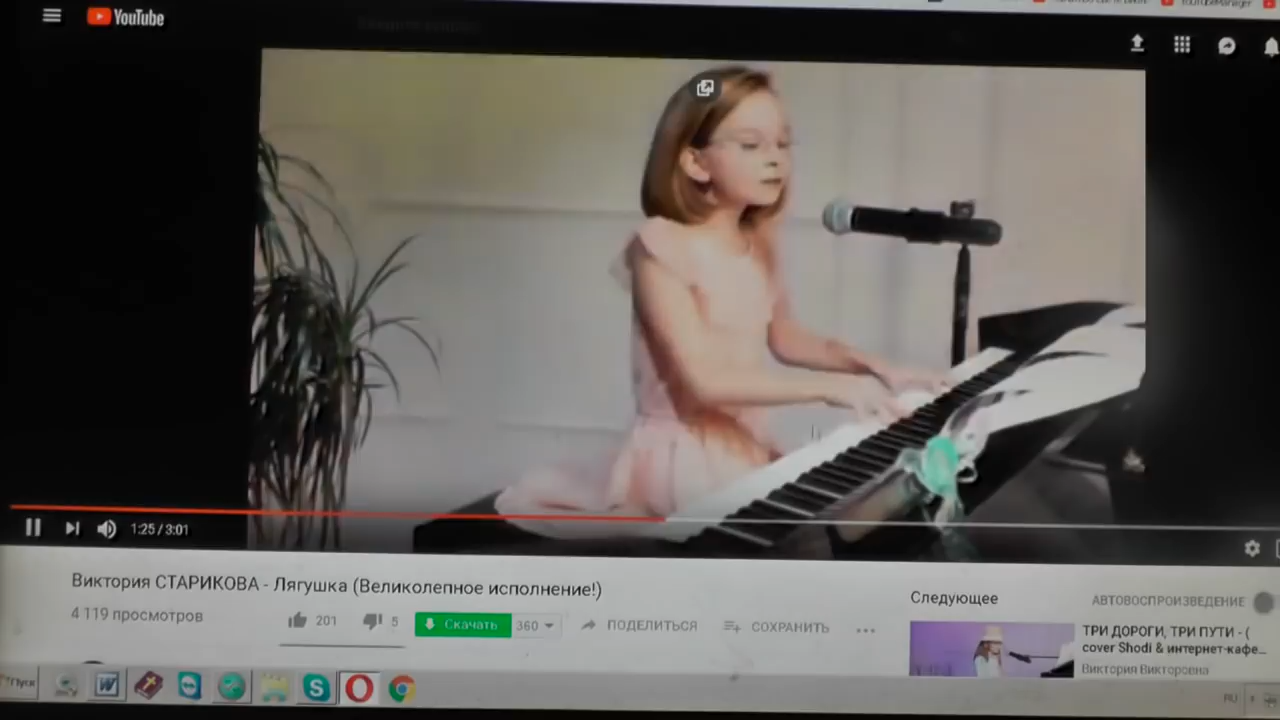 YouTube
YouTubeManager
1:25 / 3:01
Виктория СТАРИКОВА - Лягушка (Великолепное исполнение!)
4 119 просмотров
201
5
Скачать
360
ПОДЕЛИТЬСЯ
СОХРАНИТЬ
Следующее
АВТОВОСПРОИЗВЕДЕНИЕ
ТРИ ДОРОГИ, ТРИ ПУТИ - (
cover Shodi & интернет-кафе...
Виктория Викторовна
Пуск
RU